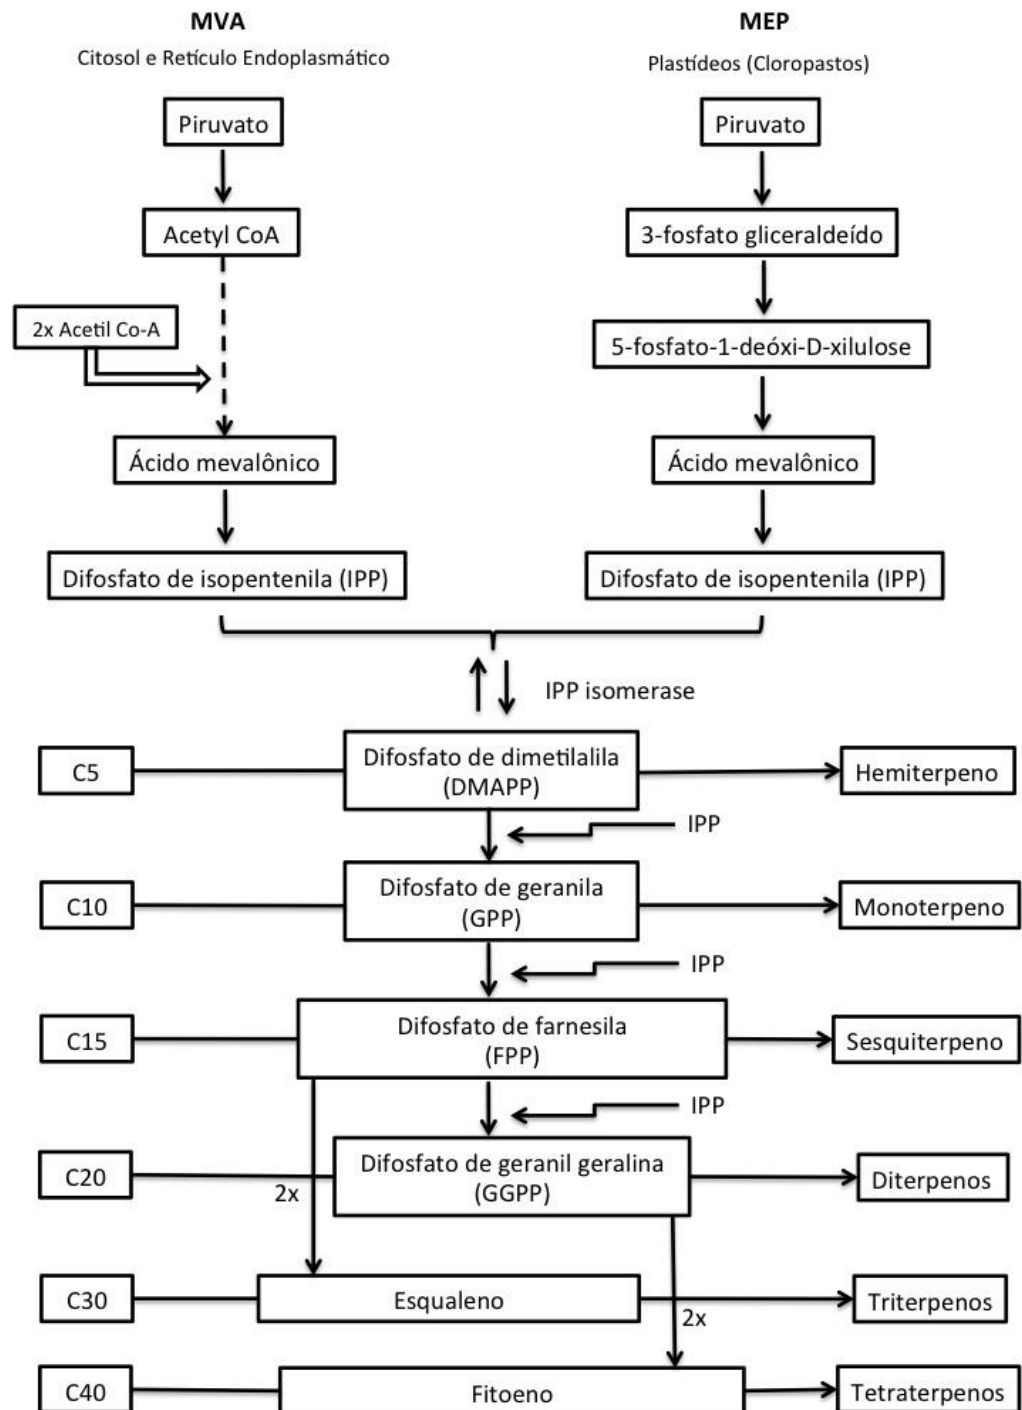 MVA
Citosol e Retículo Endoplasmático
MEP
Plastídeos (Cloropastos)
Piruvato
Piruvato
Acetyl CoA
3-fosfato gliceraldeído
2x Acetil Co-A
5-fosfato-1-deóxi-D-xilulose
Ácido mevalônico
Ácido mevalônico
Difosfato de isopentenila (IPP)
Difosfato de isopentenila (IPP)
IPP isomerase
C5
Difosfato de dimetilalila
(DMAPP)
Hemiterpeno
IPP
C10
Difosfato de geranila
(GPP)
Monoterpeno
IPP
C15
Difosfato de farnesila
(FPP)
Sesquiterpeno
IPP
C20
Difosfato de geranil geralina
(GGPP)
Diterpenos
2x
C30
Esqualeno
Triterpenos
2x
C40
Fitoeno
Tetraterpenos